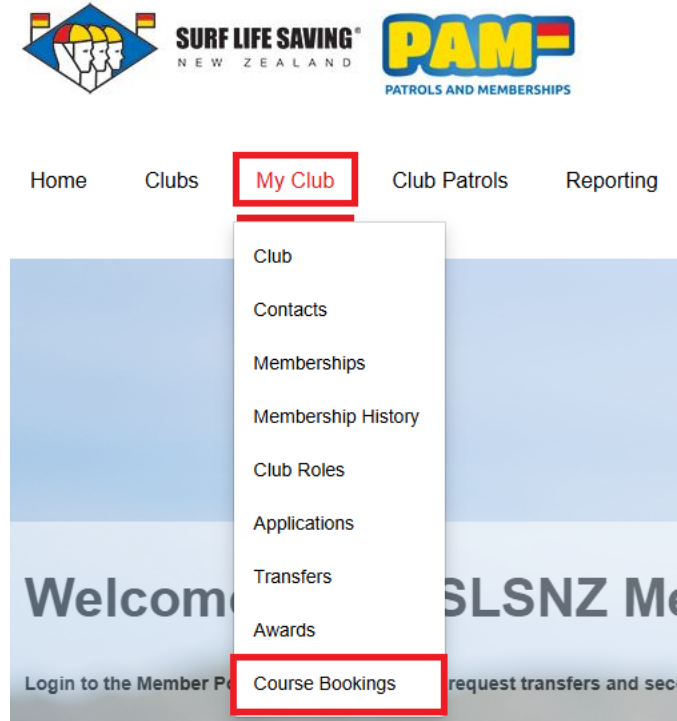 SURF LIFE SAVING®
NEW ZEALAND
PAM
PATROLS AND MEMBERSHIPS
Home Clubs My Club Club Patrols Reporting
Club
Contacts
Memberships
Membership History
Club Roles
Applications
Transfers
Awards
Course Bookings
Welcom SLSNZ Me
Login to the Member Po request transfers and sec